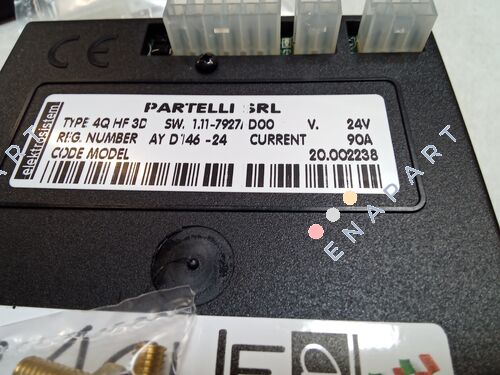 CE
elektrosistem
PARTELLI SRL
TYPE 4Q HF 3D SW. 1.11-7927/ D00 V. 24V
REG. NUMBER AY D146 -24 CURRENT 90A
CODE MODEL 20.002238
ENAPART